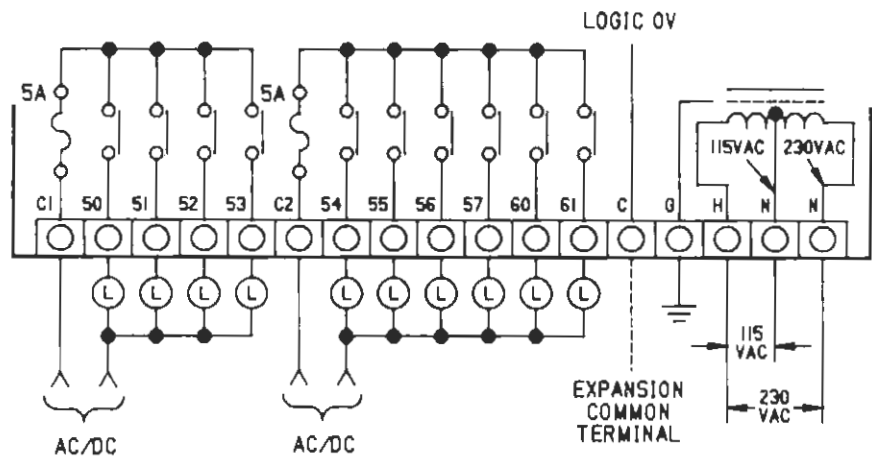 LOGIC 0V
5A
5A
115VAC 230VAC
C1 50 51 52 53 C2 54 55 56 57 60 61 C G H N N
L L L L L L L L L L
115
VAC
230
VAC
EXPANSION
COMMON
TERMINAL
AC/DC
AC/DC